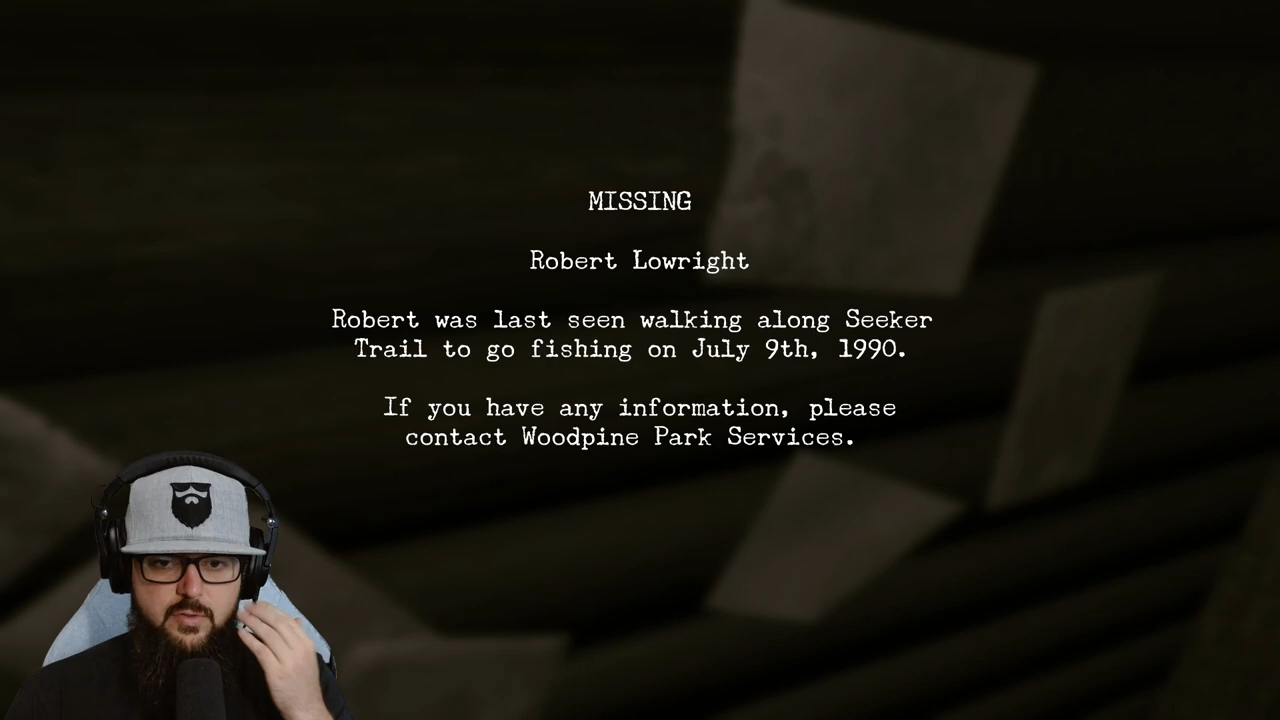 MISSING
Robert Lowright
Robert was last seen walking along Seeker
Trail to go fishing on July 9th, 1990.
If you have any information, please
contact Woodpine Park Services.